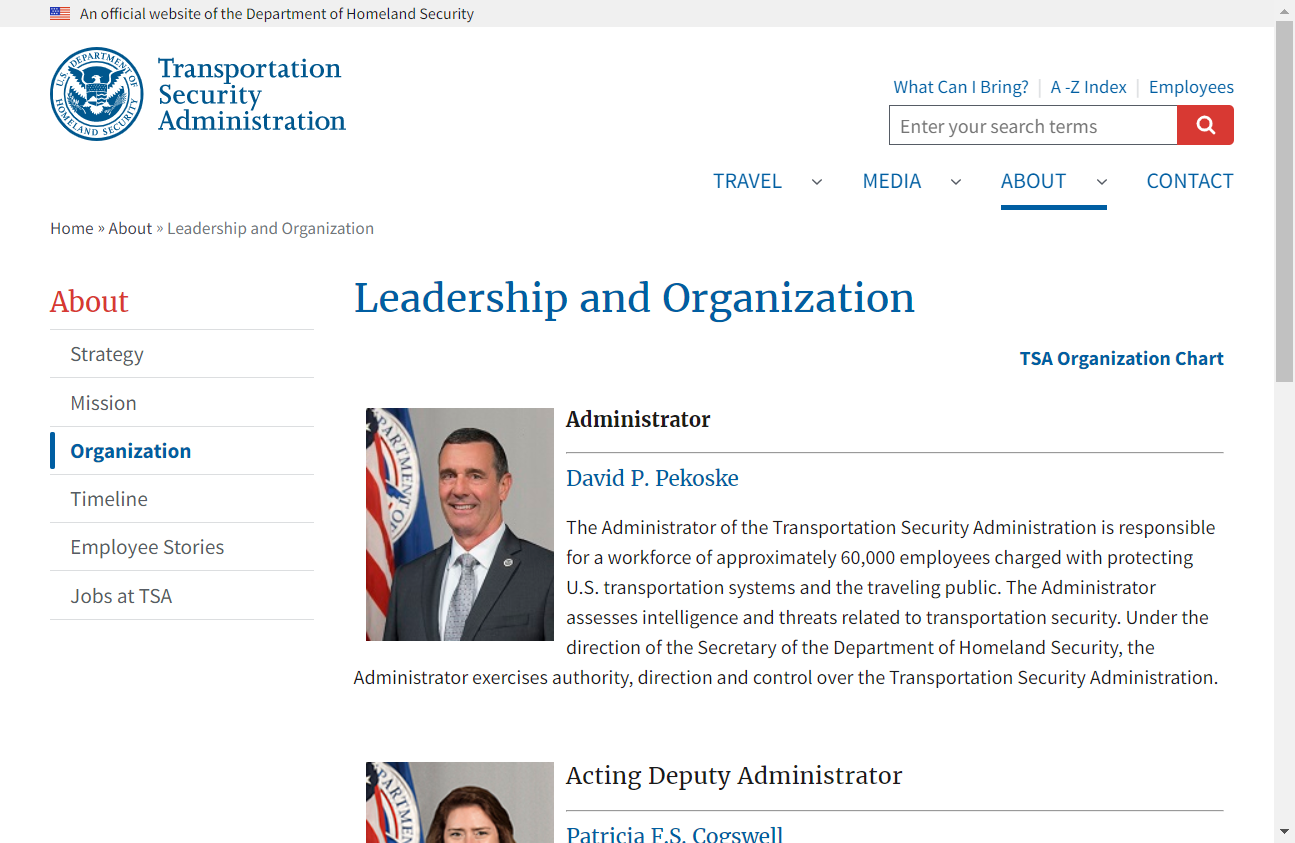 An official website of the Department of Homeland Security
U.S. DEPARTMENT OF
HOMELAND SECURITY
Transportation
Security
Administration
What Can I Bring?
A -Z Index
Employees
Enter your search terms
TRAVEL
MEDIA
ABOUT
CONTACT
Home » About » Leadership and Organization
About
Strategy
Mission
Organization
Timeline
Employee Stories
Jobs at TSA
Leadership and Organization
TSA Organization Chart
PARTMENT OF
Administrator
David P. Pekoske
The Administrator of the Transportation Security Administration is responsible
for a workforce of approximately 60,000 employees charged with protecting
U.S. transportation systems and the traveling public. The Administrator
assesses intelligence and threats related to transportation security. Under the
direction of the Secretary of the Department of Homeland Security, the
Administrator exercises authority, direction and control over the Transportation Security Administration.
PARTM
Acting Deputy Administrator
Patricia F.S. Cogswell